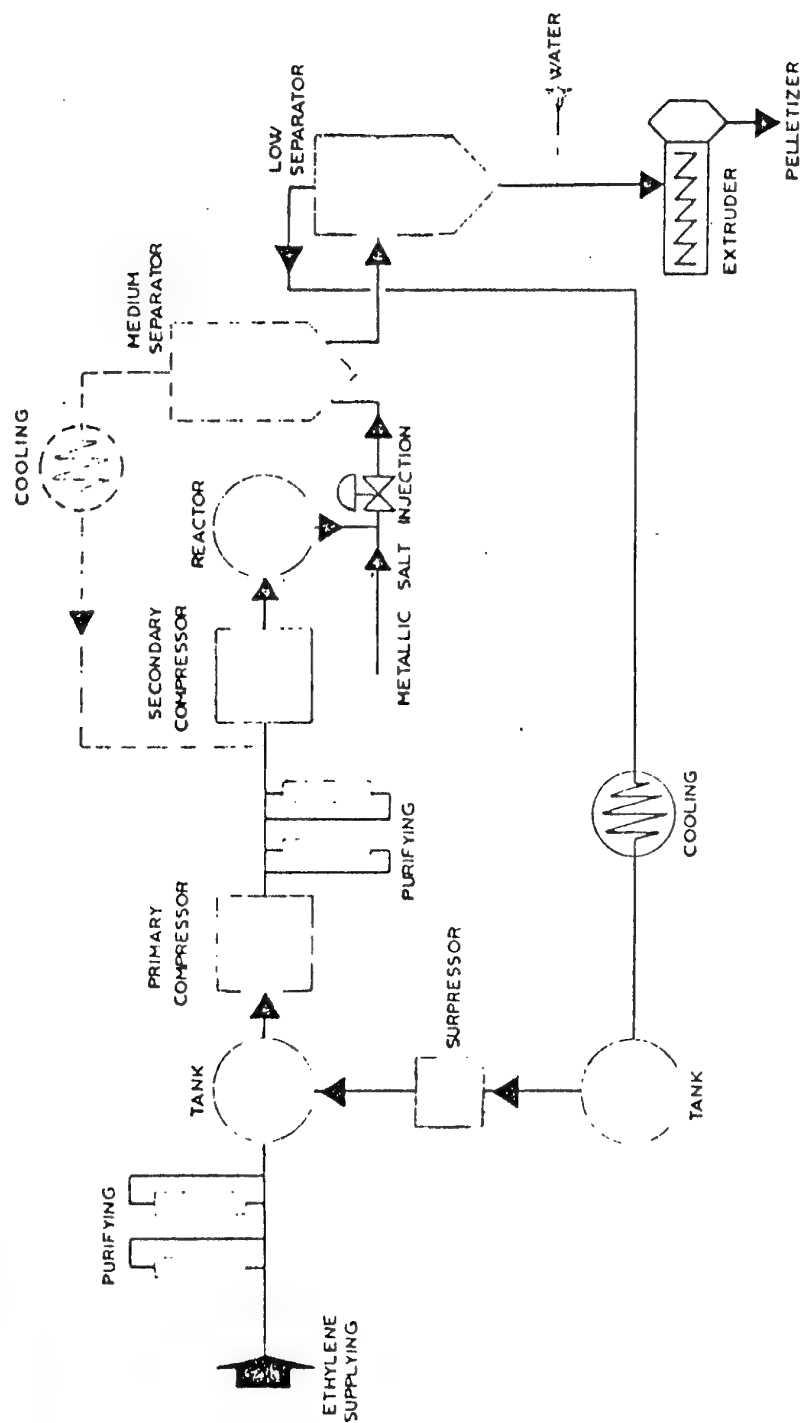 ETHYLENE
SUPPLYING
PURIFYING
TANK
PRIMARY
COMPRESSOR
PURIFYING
SECONDARY
COMPRESSOR
REACTOR
COOLING
MEDIUM
SEPARATOR
LOW
SEPARATOR
METALLIC SALT INJECTION
WATER
EXTRUDER
PELLETIZER
COOLING
SURPRESSOR
TANK